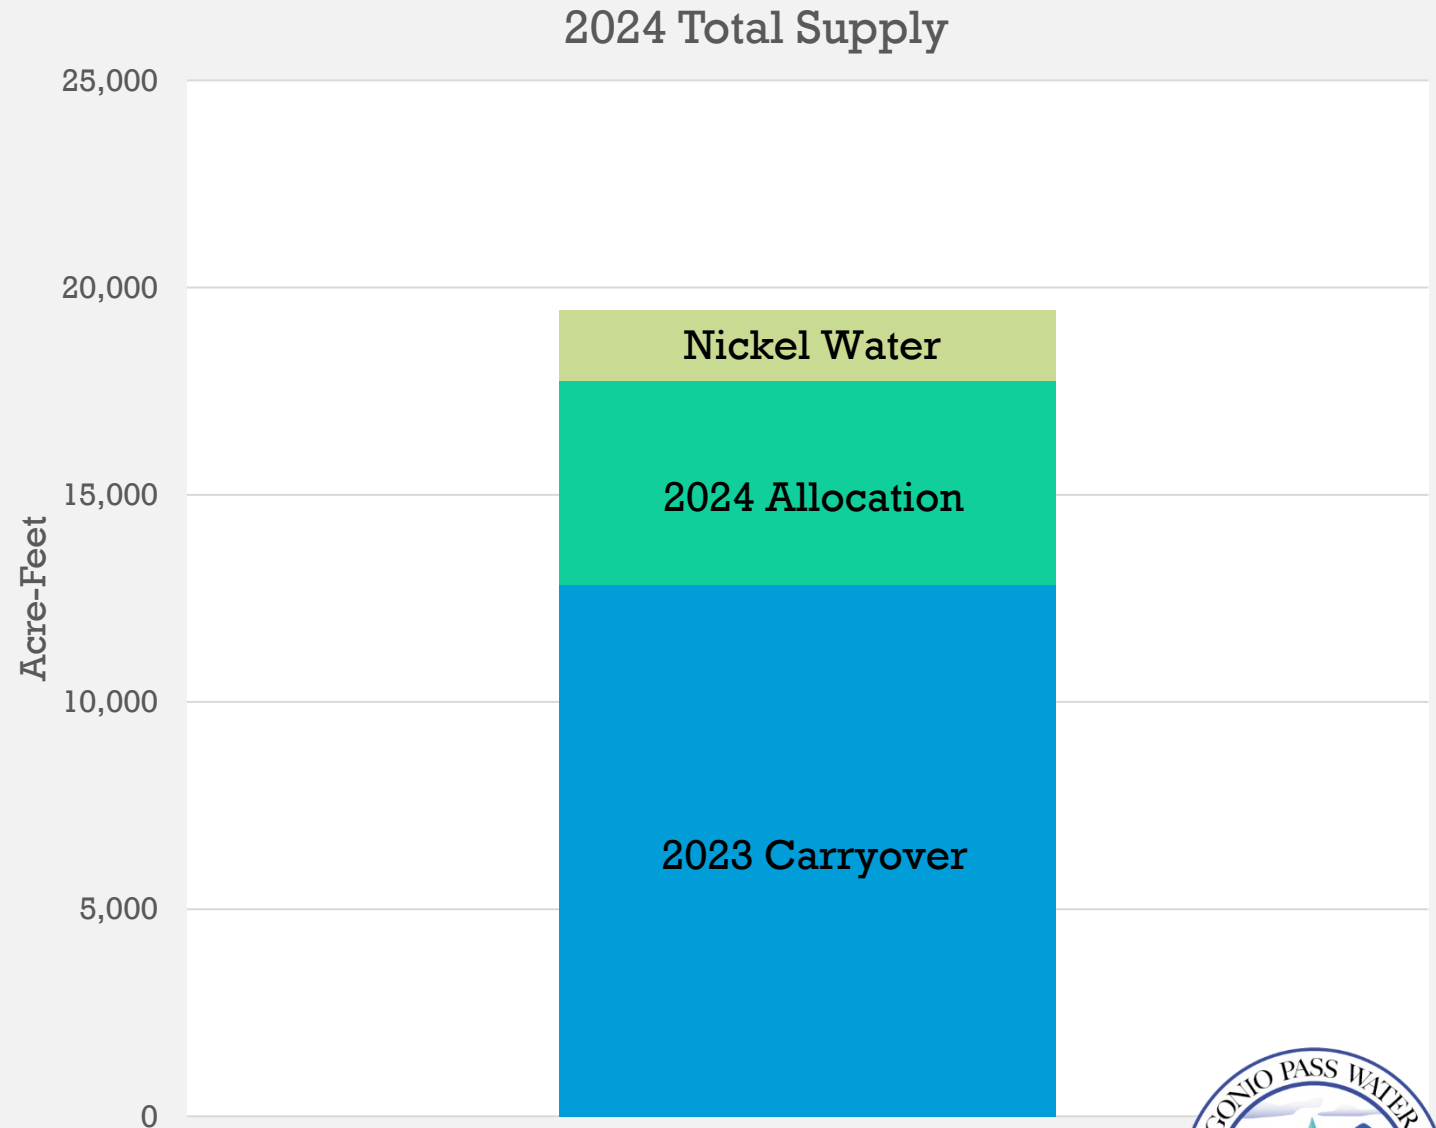 2024 Total Supply
25,000
20,000
15,000
10,000
5,000
0
Acre-Feet
Nickel Water
2024 Allocation
2023 Carryover
GONIO PASS WATER